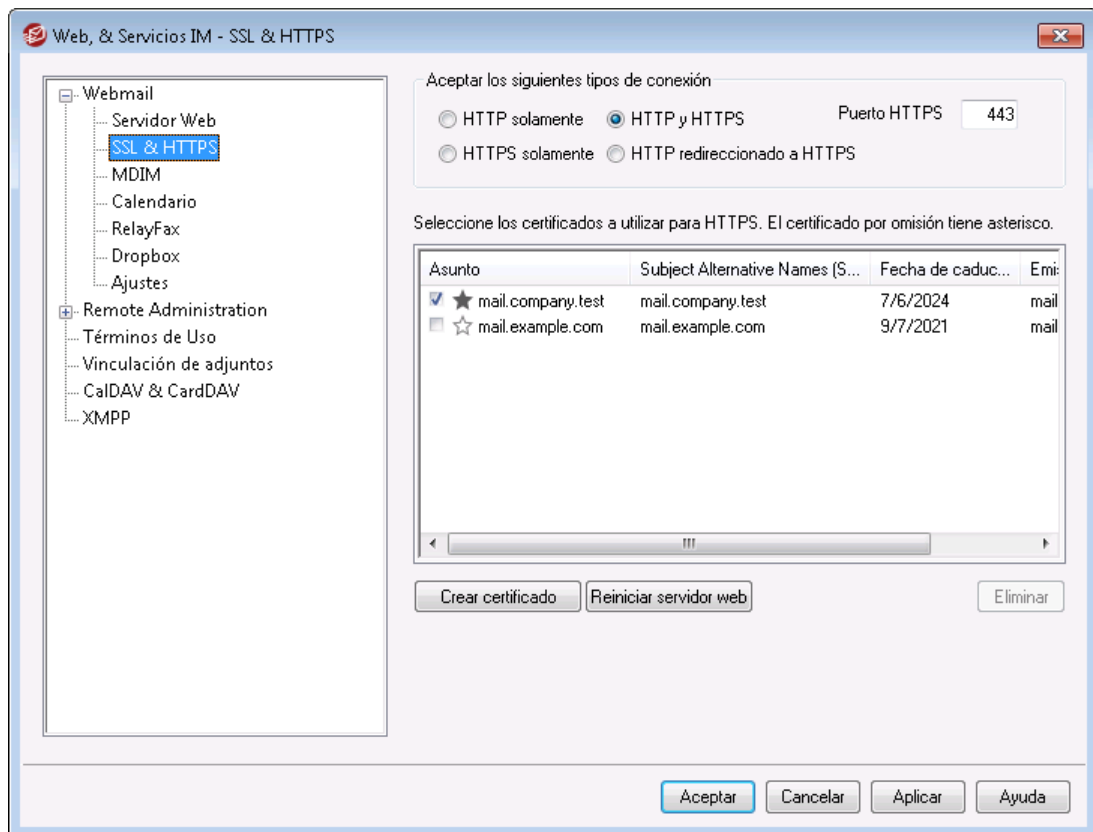 Web, & Servicios IM - SSL & HTTPS
Webmail
Servidor Web
SSL & HTTPS
MDIM
Calendario
RelayFax
Dropbox
Ajustes
Remote Administration
Términos de Uso
Vinculación de adjuntos
CalDAV & CardDAV
XMPP
Aceptar los siguientes tipos de conexión
HTTP solamente HTTP y HTTPS Puerto HTTPS 443
HTTPS solamente HTTP redireccionado a HTTPS
Seleccione los certificados a utilizar para HTTPS. El certificado por omisión tiene asterisco.
Asunto Subject Alternative Names (S... Fecha de caduc... Emi
mail.company.test mail.company.test 7/6/2024 mail
mail.example.com mail.example.com 9/7/2021 mail
Crear certificado Reiniciar servidor web Eliminar
Aceptar Cancelar Aplicar Ayuda